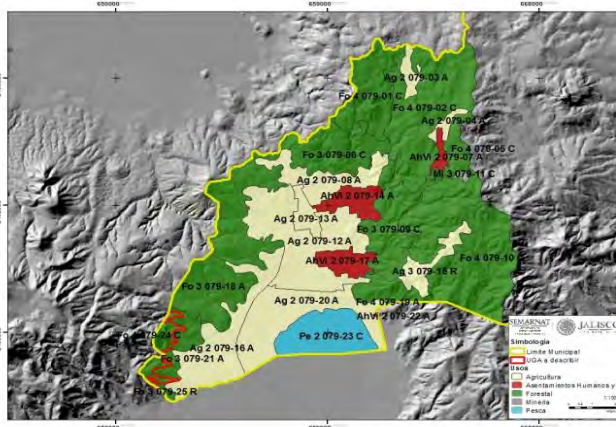 Ag 2 079-03 A
Fo 4 079-01 C
Fo 4 079-02 C
Ag 2 079-04 A
Fo 4 079-05 C
Fo 3 079-06 C
AhVi 2 079-07 A
Mi 3 079-11 C
Ag 2 079-08 A
AhVi 2 079-14 A
Ag 2 079-13 A
Fo 3 079-09 C
Ag 2 079-12 A
AhVi 2 079-17 A
Fo 4 079-10
Ag 3 079-15 R
Fo 3 079-18 A
Ag 2 079-20 A
Fo 4 079-19 A
AhVi 2 079-22 A
Pe 2 079-23 C
079-24 C
Ag 2 079-16 A
Fo 3 079-21 A
Fo 3 079-25 R
SEMARNAT
JALISCO
Simbología
Límite Municipal
UGA a describir
Usos
Agricultura
Asentamientos Humanos y
Forestal
Minería
Pesca